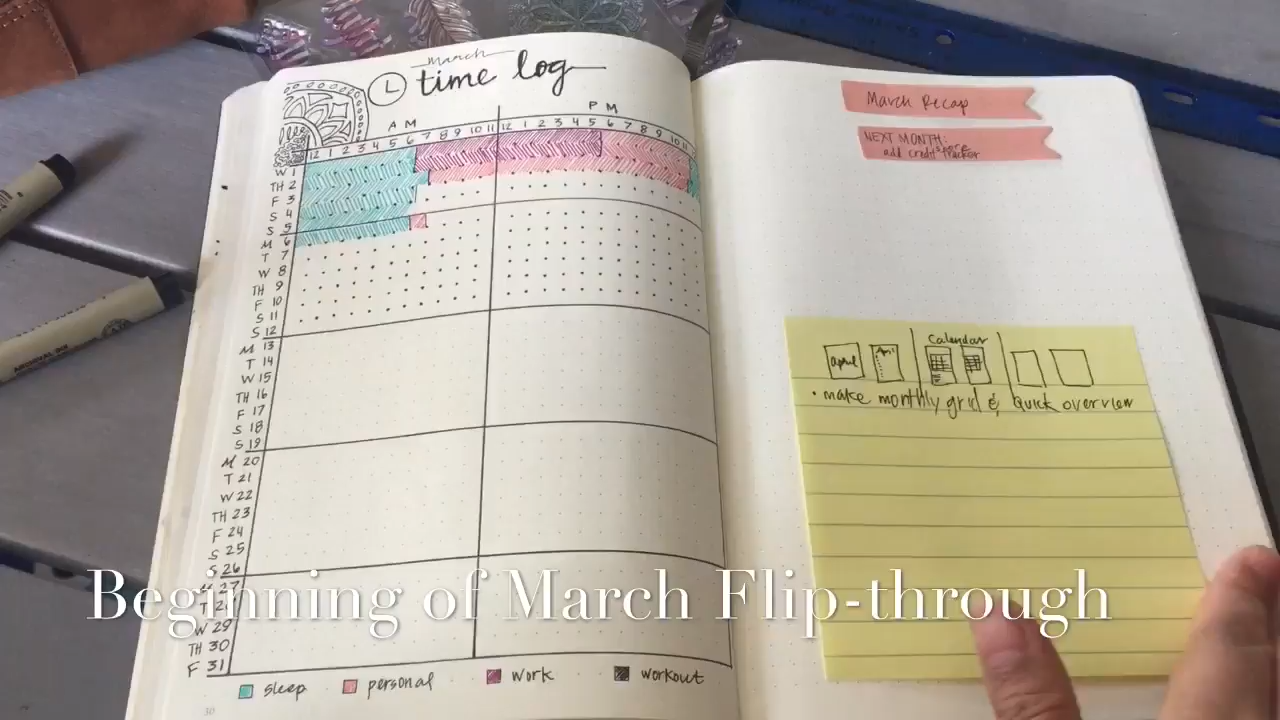 March
time log
AM PM
12 1 2 3 4 5 6 7 8 9 10 11 12 1 2 3 4 5 6 7 8 9 10 11
W 1
TH 2
F 3
S 4
S 5
M 6
T 7
W 8
TH 9
F 10
S 11
S 12
M 13
T 14
W 15
TH 16
F 17
S 18
S 19
M 20
T 21
W 22
TH 23
F 24
S 25
S 26
M 27
T 28
W 29
TH 30
F 31
sleep personal work workout
30
March Recap
NEXT MONTH:
add credit score tracker
Calendar
april April
• make monthly grid & quick overview
Beginning of March Flip-through